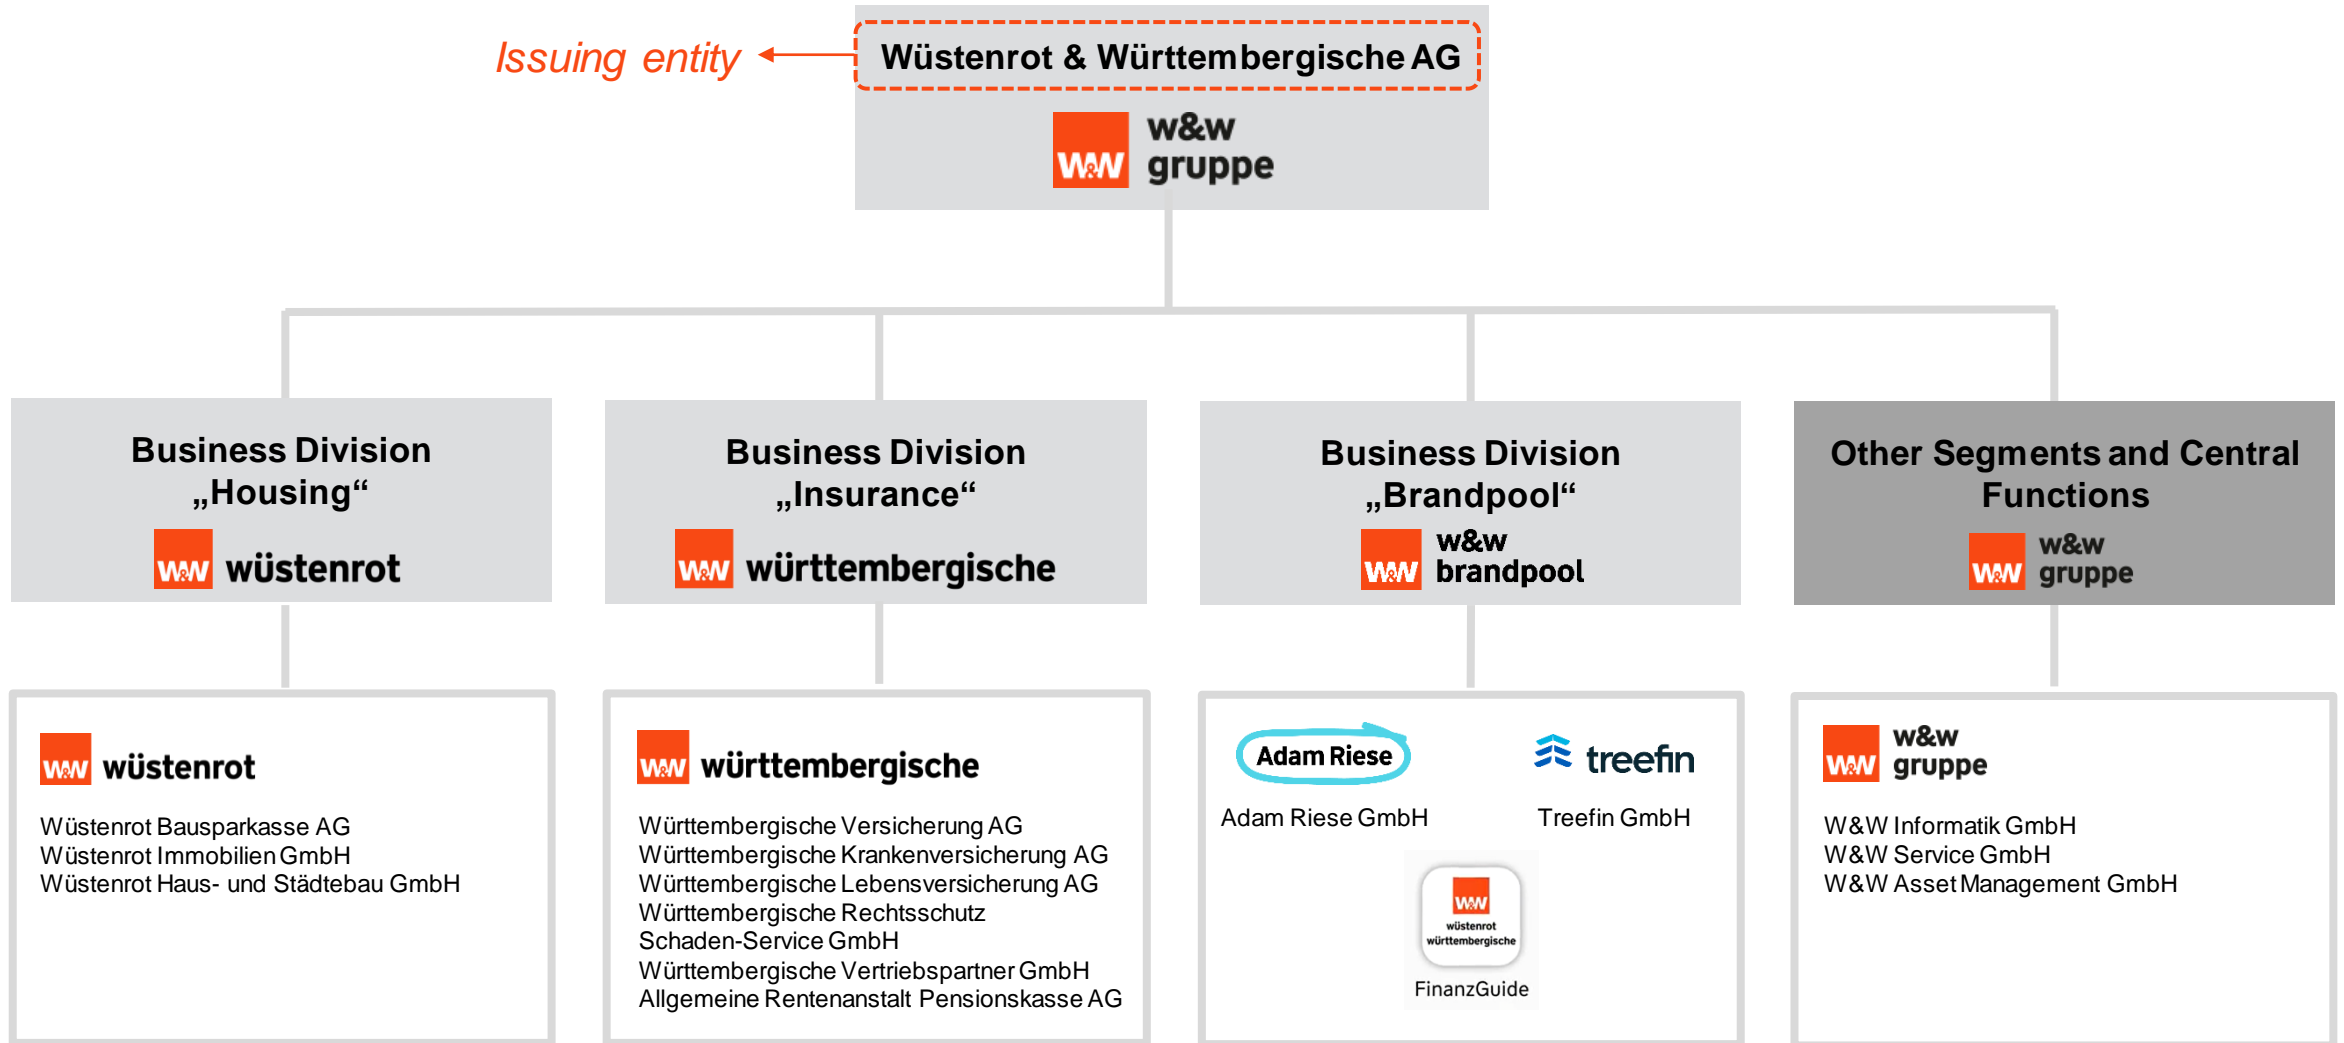 Issuing entity
Wüstenrot & Württembergische AG
W&W
w&w
gruppe
Business Division
„Housing“
W&W wüstenrot
Business Division
„Insurance“
W&W württembergische
Business Division
„Brandpool“
W&W
w&w
brandpool
Other Segments and Central
Functions
W&W
w&w
gruppe
W&W wüstenrot
Wüstenrot Bausparkasse AG
Wüstenrot Immobilien GmbH
Wüstenrot Haus- und Städtebau GmbH
W&W württembergische
Württembergische Versicherung AG
Württembergische Krankenversicherung AG
Württembergische Lebensversicherung AG
Württembergische Rechtsschutz
Schaden-Service GmbH
Württembergische Vertriebspartner GmbH
Allgemeine Rentenanstalt Pensionskasse AG
Adam Riese
Adam Riese GmbH
treefin
Treefin GmbH
W&W
wüstenrot
württembergische
FinanzGuide
W&W
w&w
gruppe
W&W Informatik GmbH
W&W Service GmbH
W&W Asset Management GmbH